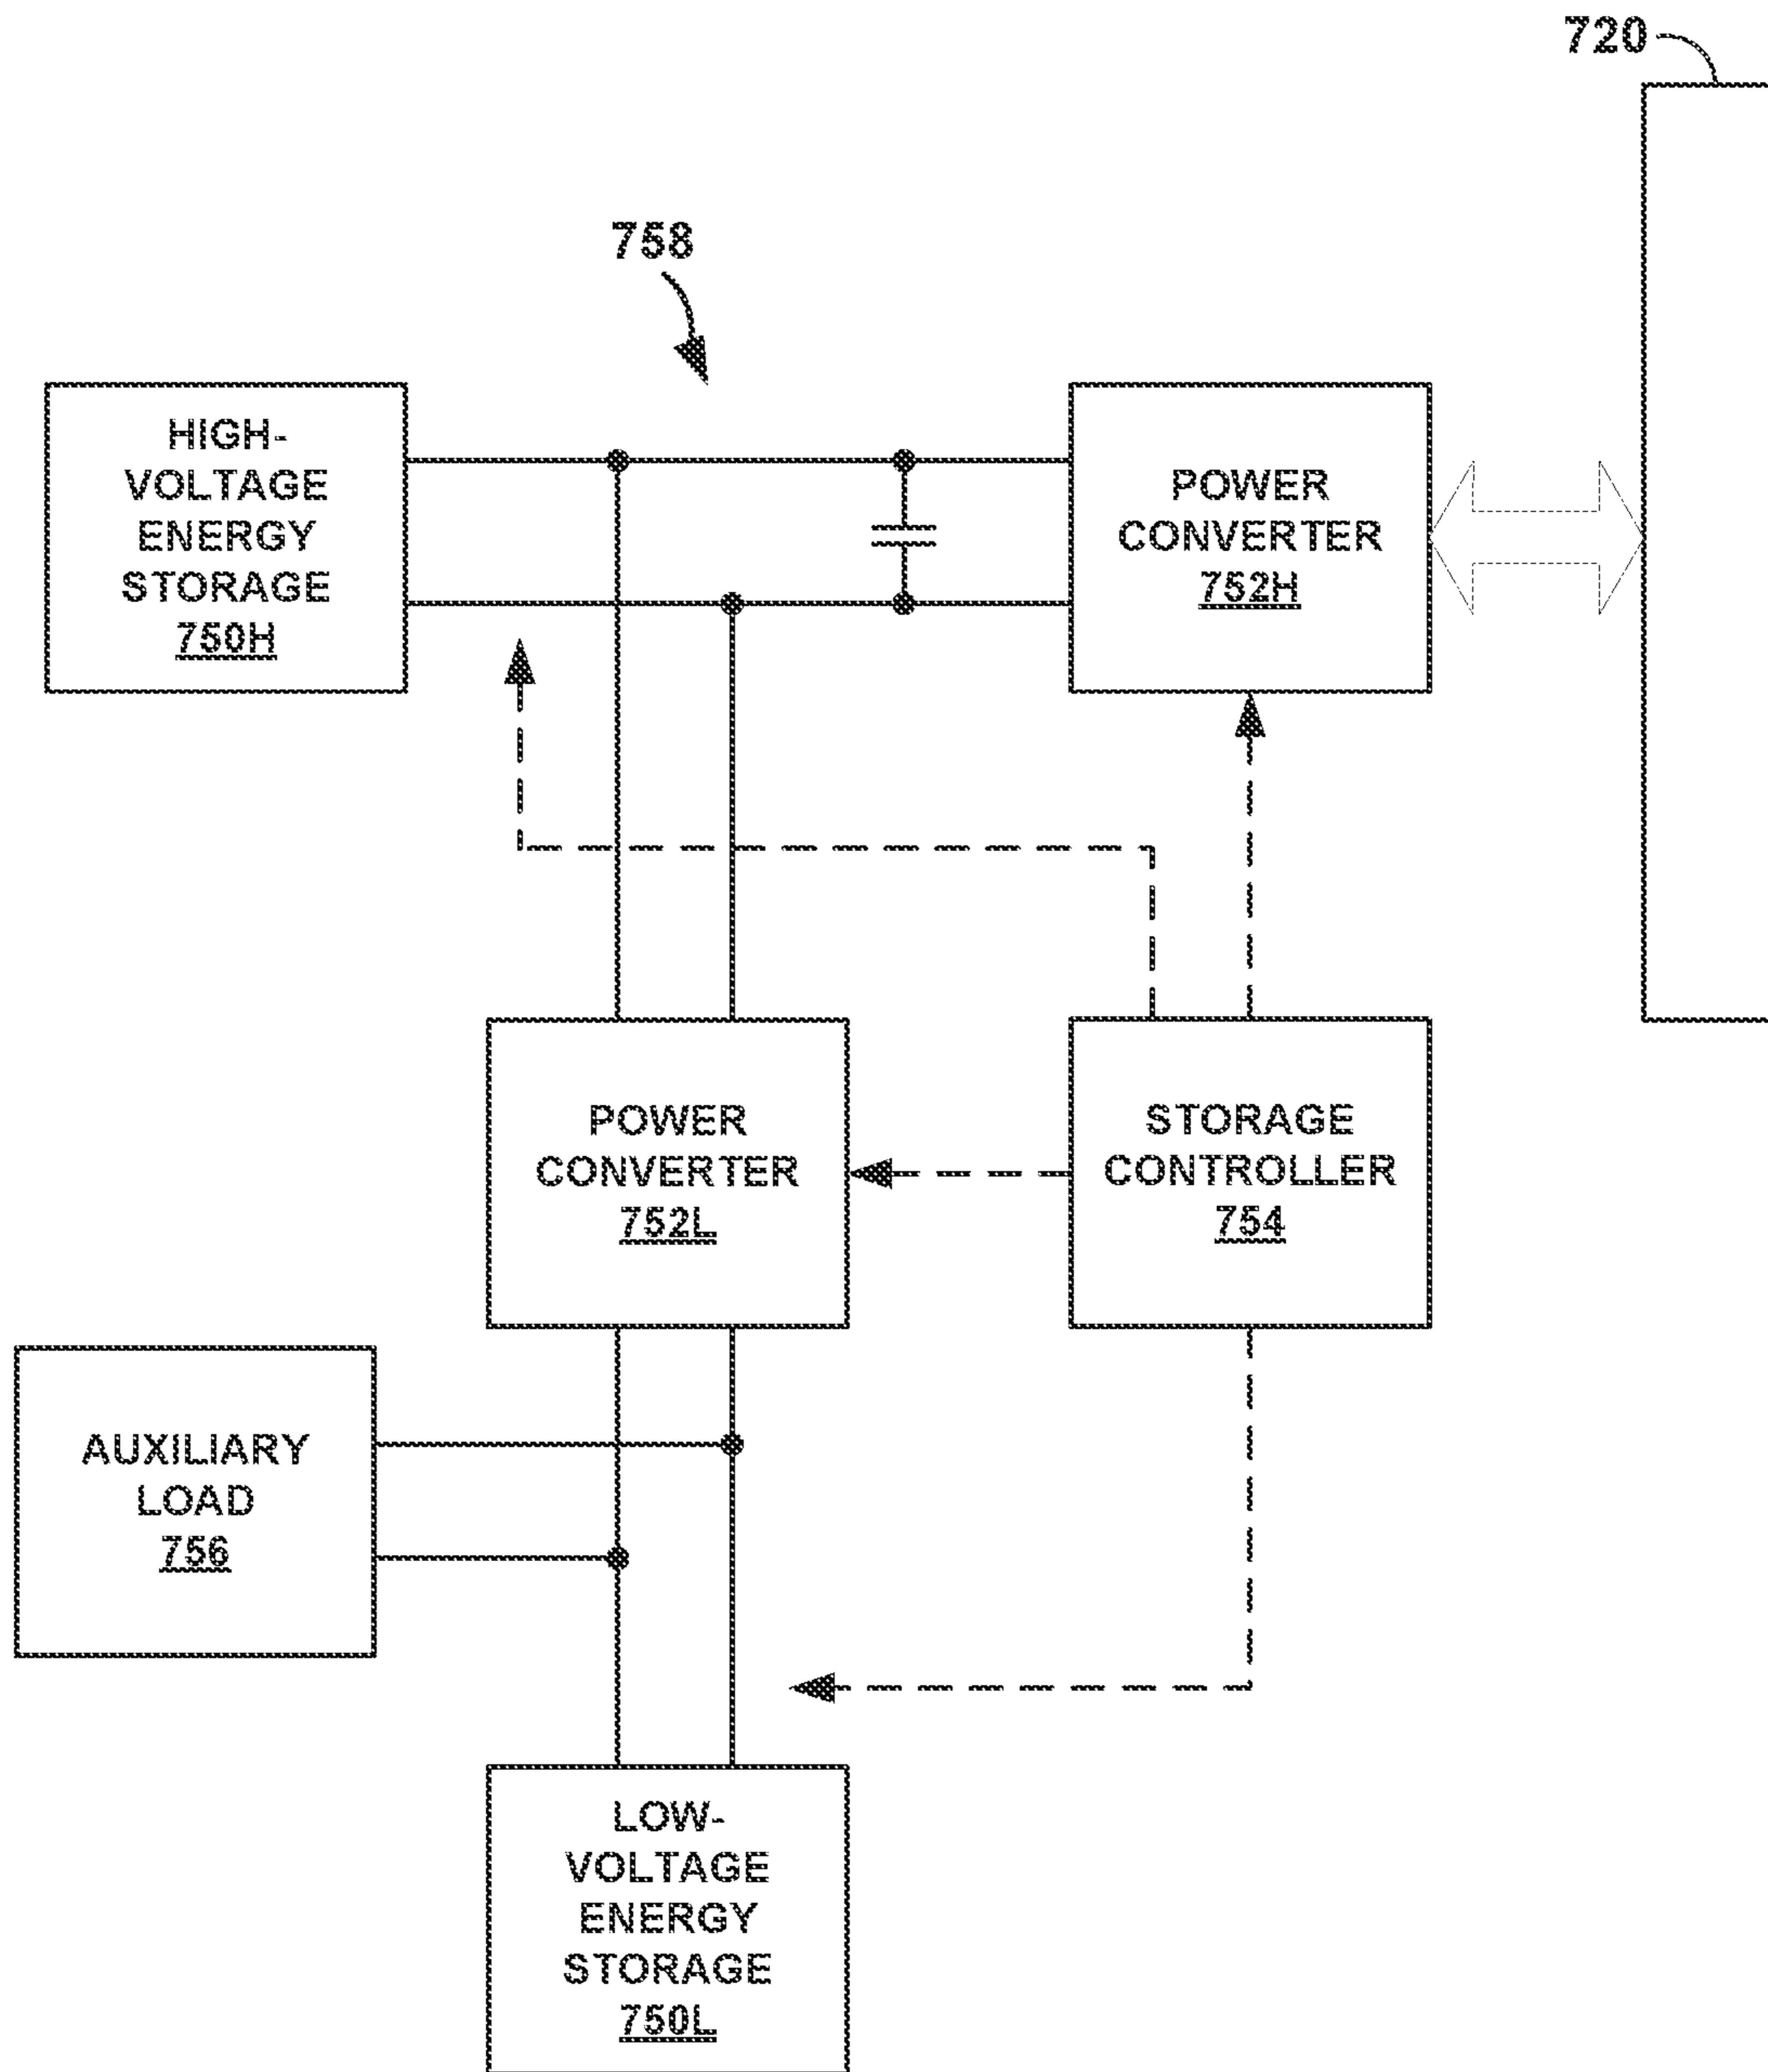 720
758
HIGH-
VOLTAGE
ENERGY
STORAGE
750H
POWER
CONVERTER
752H
POWER
CONVERTER
752L
STORAGE
CONTROLLER
754
AUXILIARY
LOAD
756
LOW-
VOLTAGE
ENERGY
STORAGE
750L